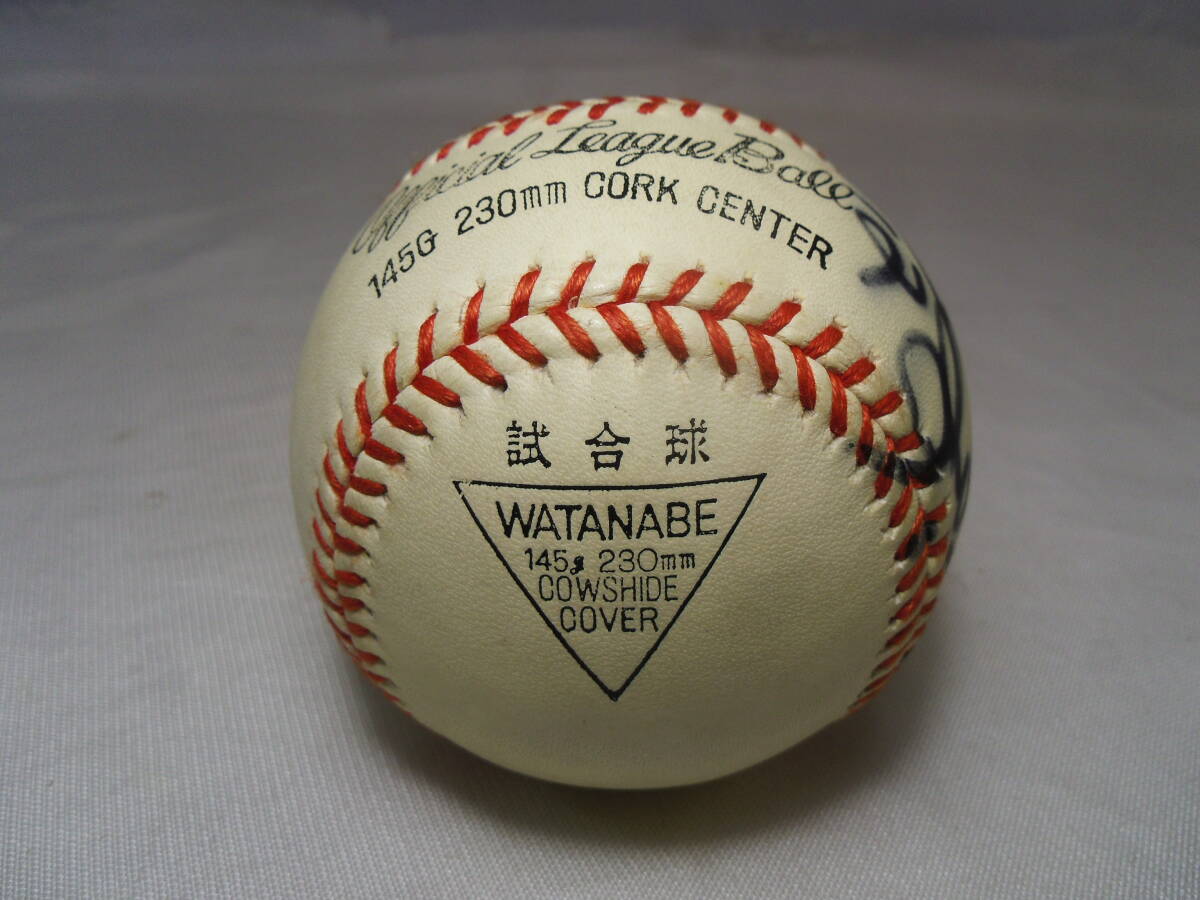 Official League Ball
145G 230mm CORK CENTER
試合球
WATANABE
145g 230mm
COWSHIDE
COVER